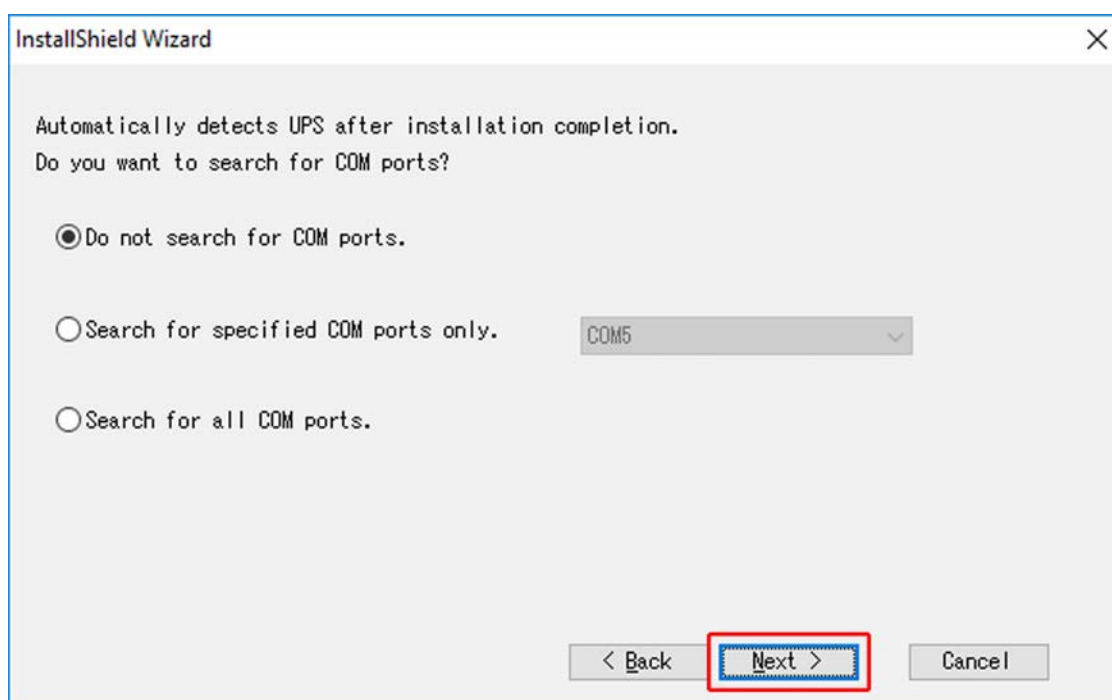 InstallShield Wizard
Automatically detects UPS after installation completion.
Do you want to search for COM ports?
Do not search for COM ports.
Search for specified COM ports only.
COM5
Search for all COM ports.
< Back
Next >
Cancel